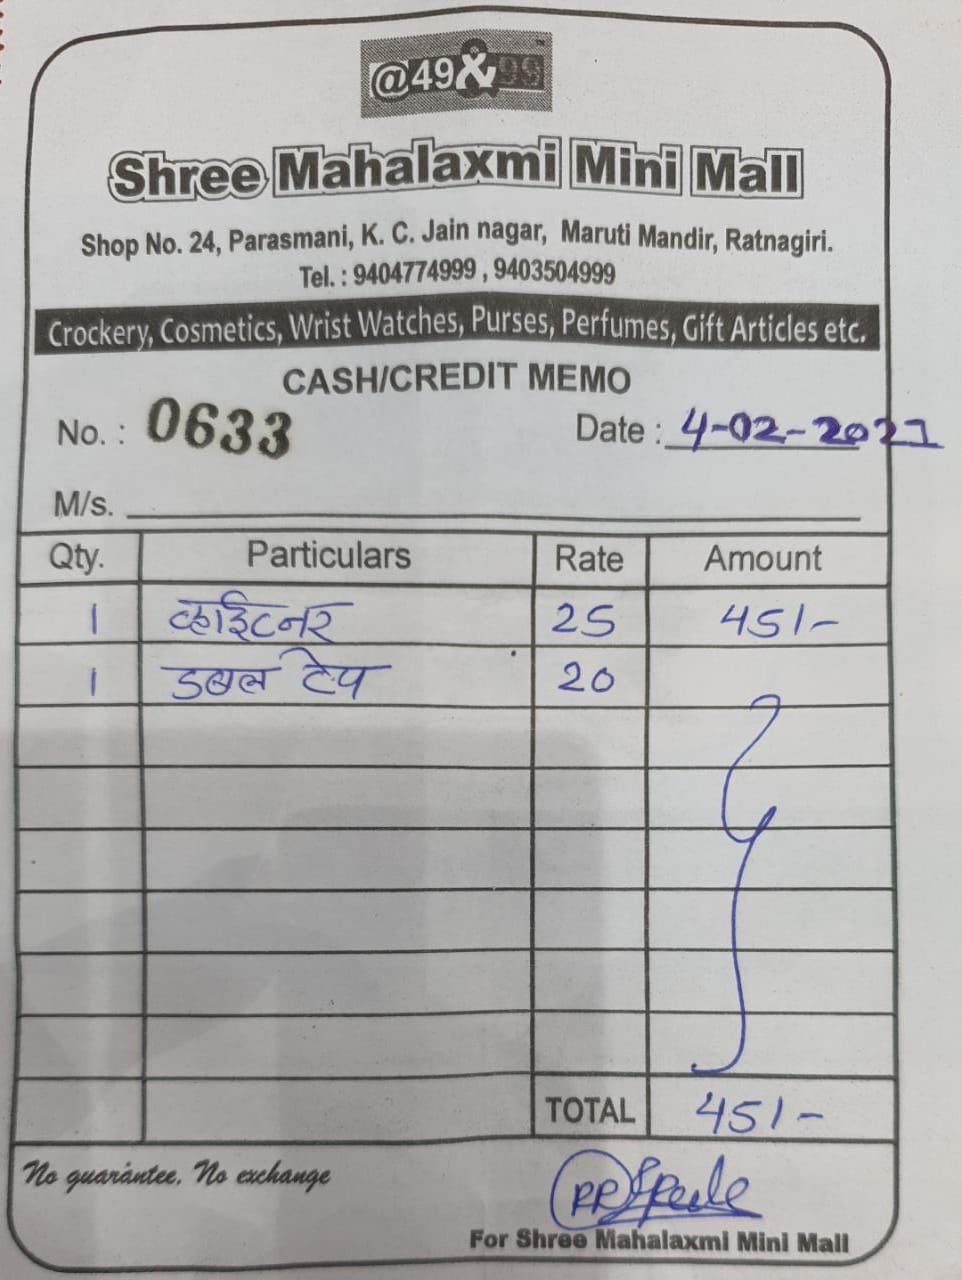 @49&99
Shree Mahalaxmi Mini Mall
Shop No. 24, Parasmani, K. C. Jain nagar, Maruti Mandir, Ratnagiri.
Tel. : 9404774999 , 9403504999
Crockery, Cosmetics, Wrist Watches, Purses, Perfumes, Gift Articles etc.
CASH/CREDIT MEMO
No. : 0633 Date : 4-02-2021
M/s.
Qty. Particulars Rate Amount
1 व्हाईटनर 25 45/-
1 डबल टेप 20
TOTAL 45/-
No guarantee, No exchange
For Shree Mahalaxmi Mini Mall